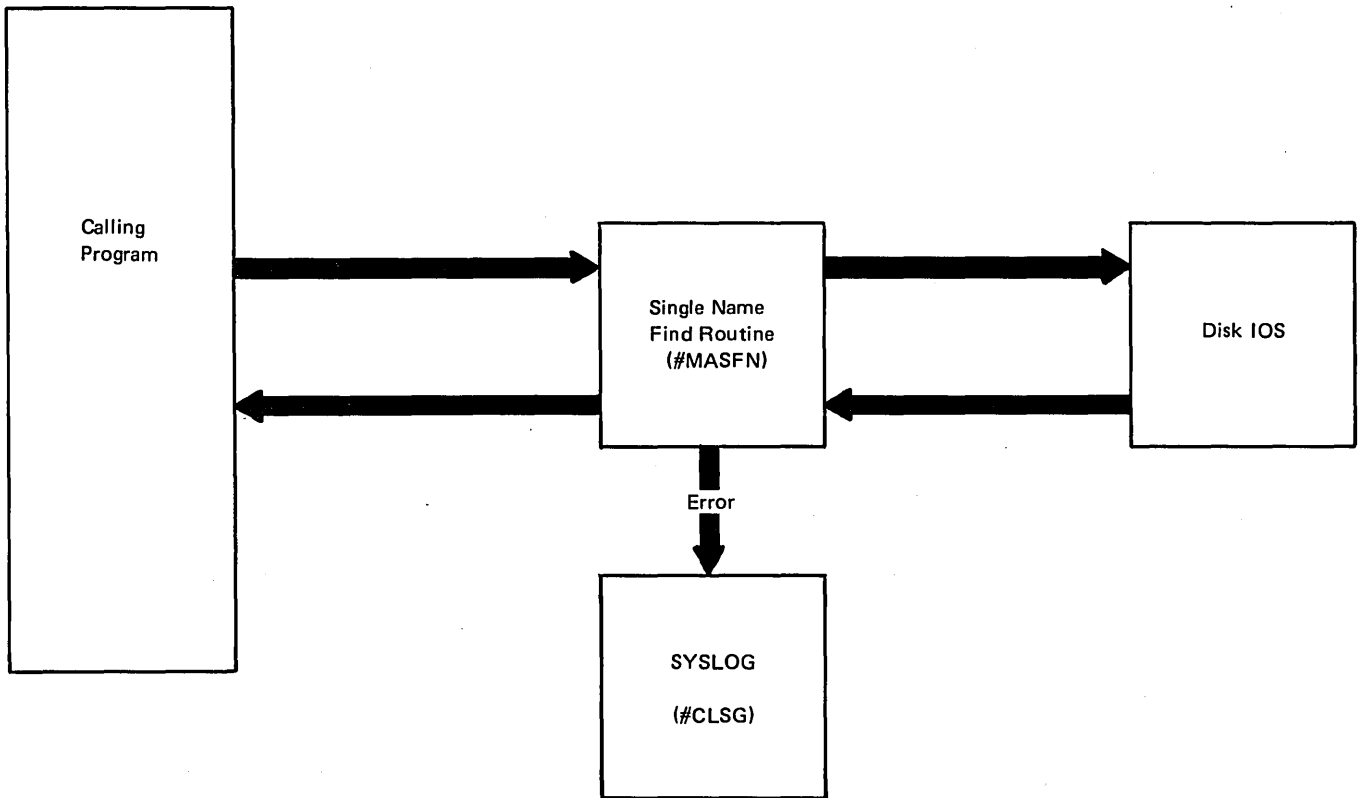 Calling
Program
Single Name
Find Routine
(#MASFN)
Disk IOS
Error
SYSLOG
(#CLSG)